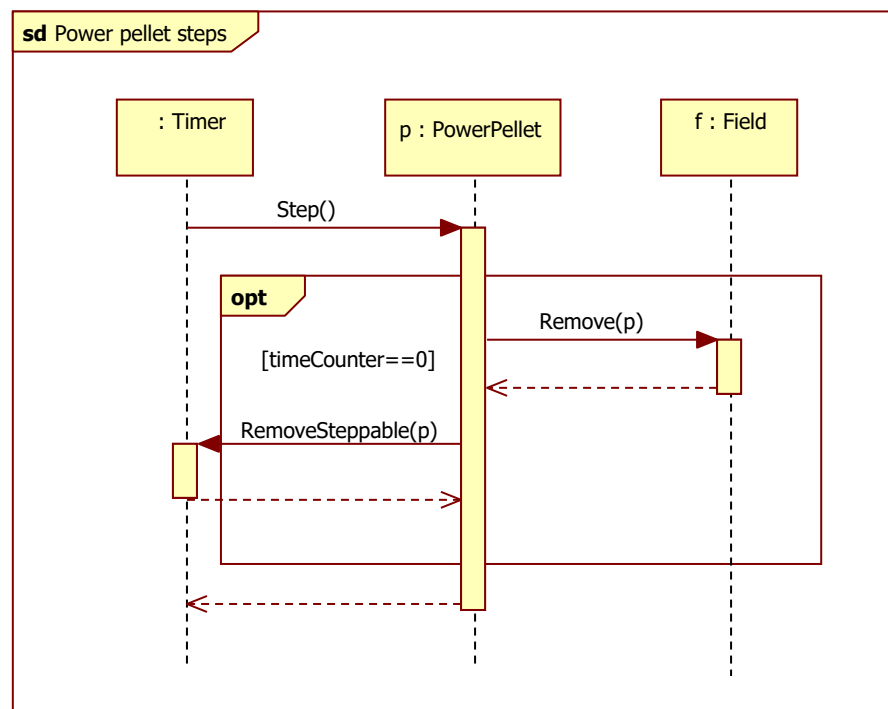 sd Power pellet steps
: Timer
p : PowerPellet
f : Field
Step()
opt
Remove(p)
[timeCounter==0]
RemoveSteppable(p)